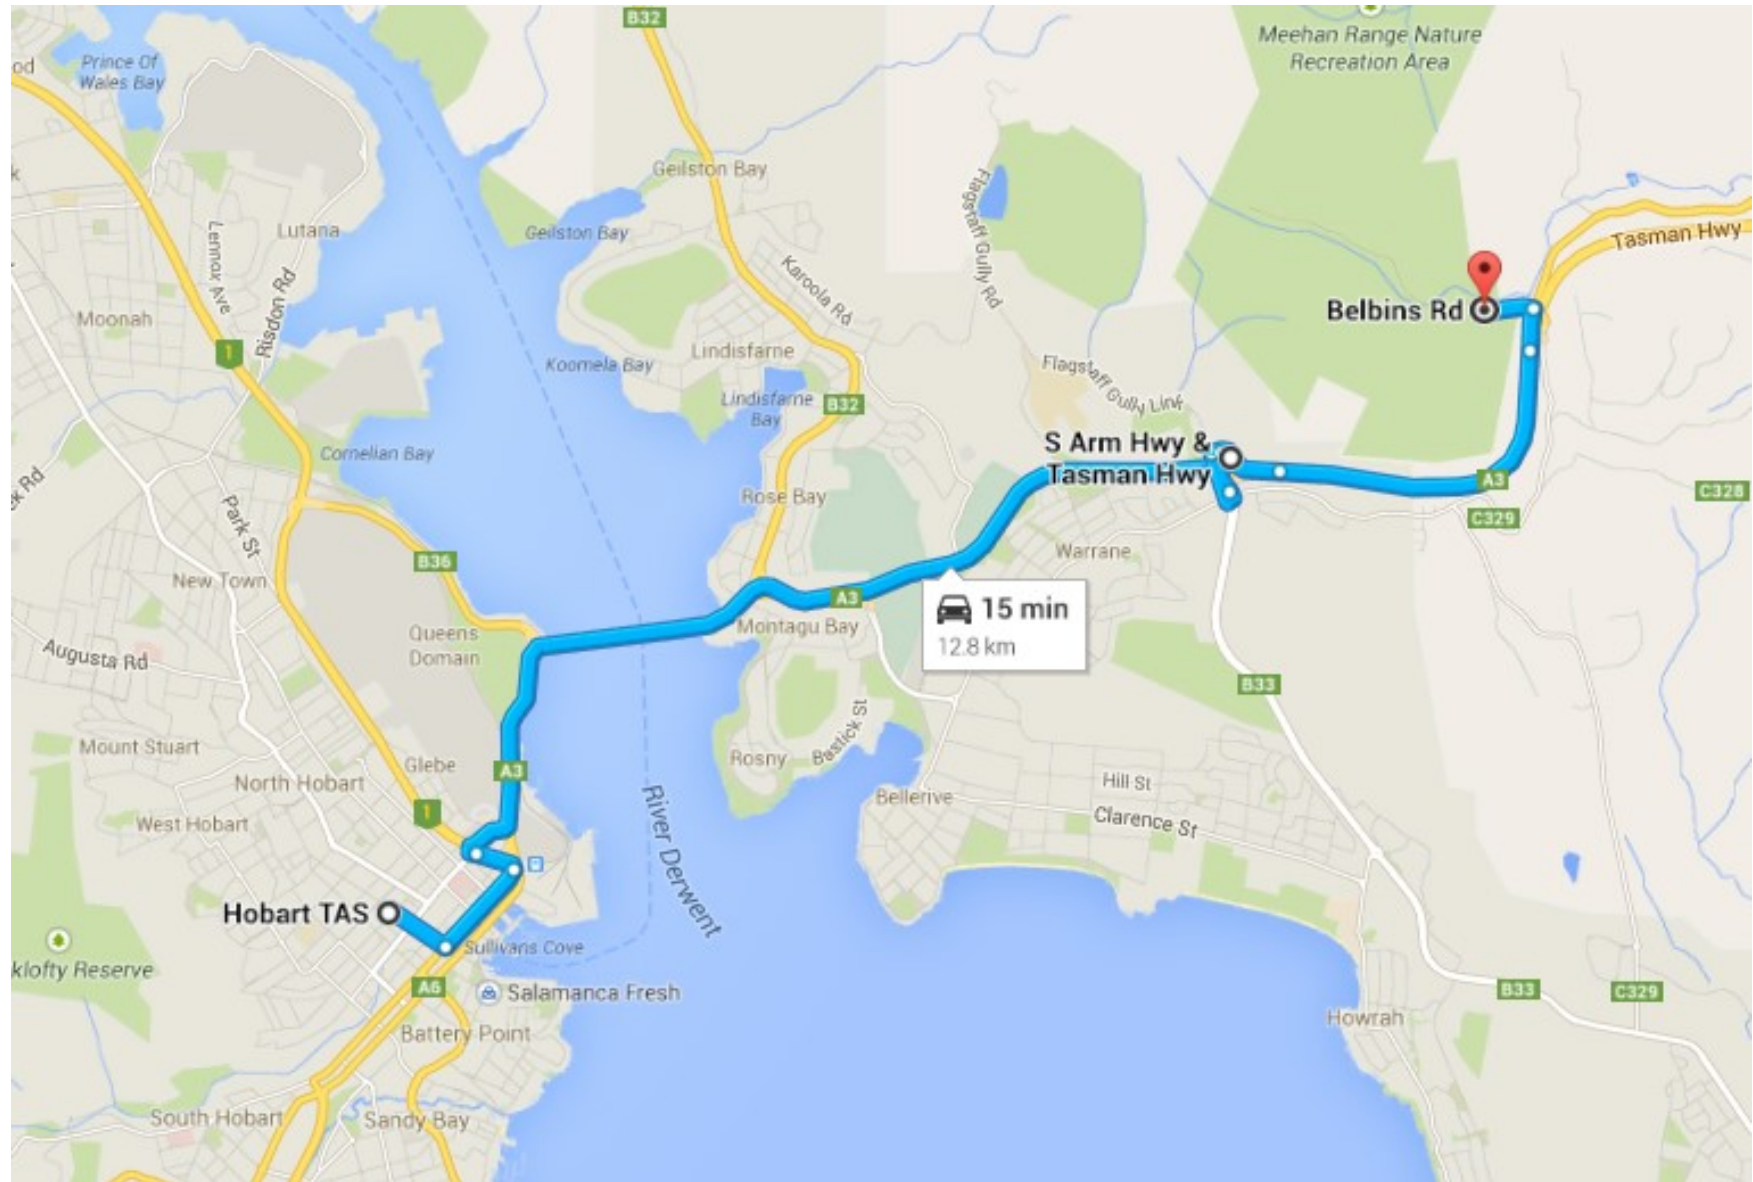 B32
Meehan Range Nature
Recreation Area
od
Prince Of
Wales Bay
k
Geilston Bay
Flagstaff Gully Rd
Lennox Ave
Lutana
Geilston Bay
Tasman Hwy
Karoola Rd
Risdon Rd
Belbins Rd
Moonah
1
Lindisfarne
Koomela Bay
Flagstaff Gully Link
Lindisfarne
Bay
B32
S Arm Hwy &
Tasman Hwy
Cornelian Bay
ek Rd
A3
C328
Rose Bay
C329
Park St
Warrane
B36
New Town
A3
15 min
12.8 km
Montagu Bay
Queens
Domain
Augusta Rd
B33
Bastick St
Mount Stuart
Rosny
Glebe
A3
North Hobart
Hill St
Bellerive
1
West Hobart
Clarence St
River Derwent
Hobart TAS
Sullivans Cove
klofty Reserve
A6
Salamanca Fresh
B33
C329
Battery Point
Howrah
South Hobart
Sandy Bay